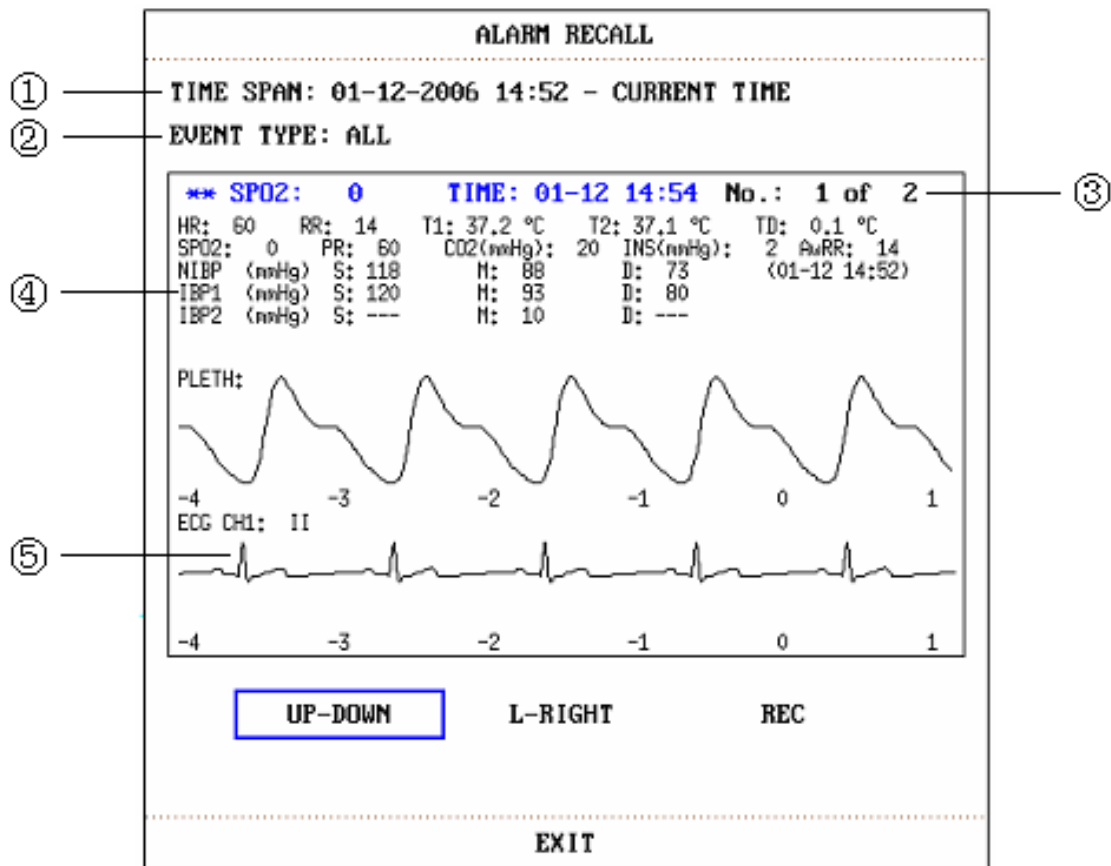 ALARM RECALL
① TIME SPAN: 01-12-2006 14:52 - CURRENT TIME
② EVENT TYPE: ALL
** SPO2: 0 TIME: 01-12 14:54 No.: 1 of 2 ③
HR: 60 RR: 14 T1: 37.2 °C T2: 37.1 °C TD: 0.1 °C
SPO2: 0 PR: 60 CO2(mmHg): 20 INS(mmHg): 2 AwRR: 14
NIBP (mmHg) S: 118 M: 88 D: 73 (01-12 14:52)
④ IBP1 (mmHg) S: 120 M: 93 D: 80
IBP2 (mmHg) S: --- M: 10 D: ---
PLETH:
-4 -3 -2 -1 0 1
ECG CH1: II
⑤
-4 -3 -2 -1 0 1
UP-DOWN L-RIGHT REC
EXIT